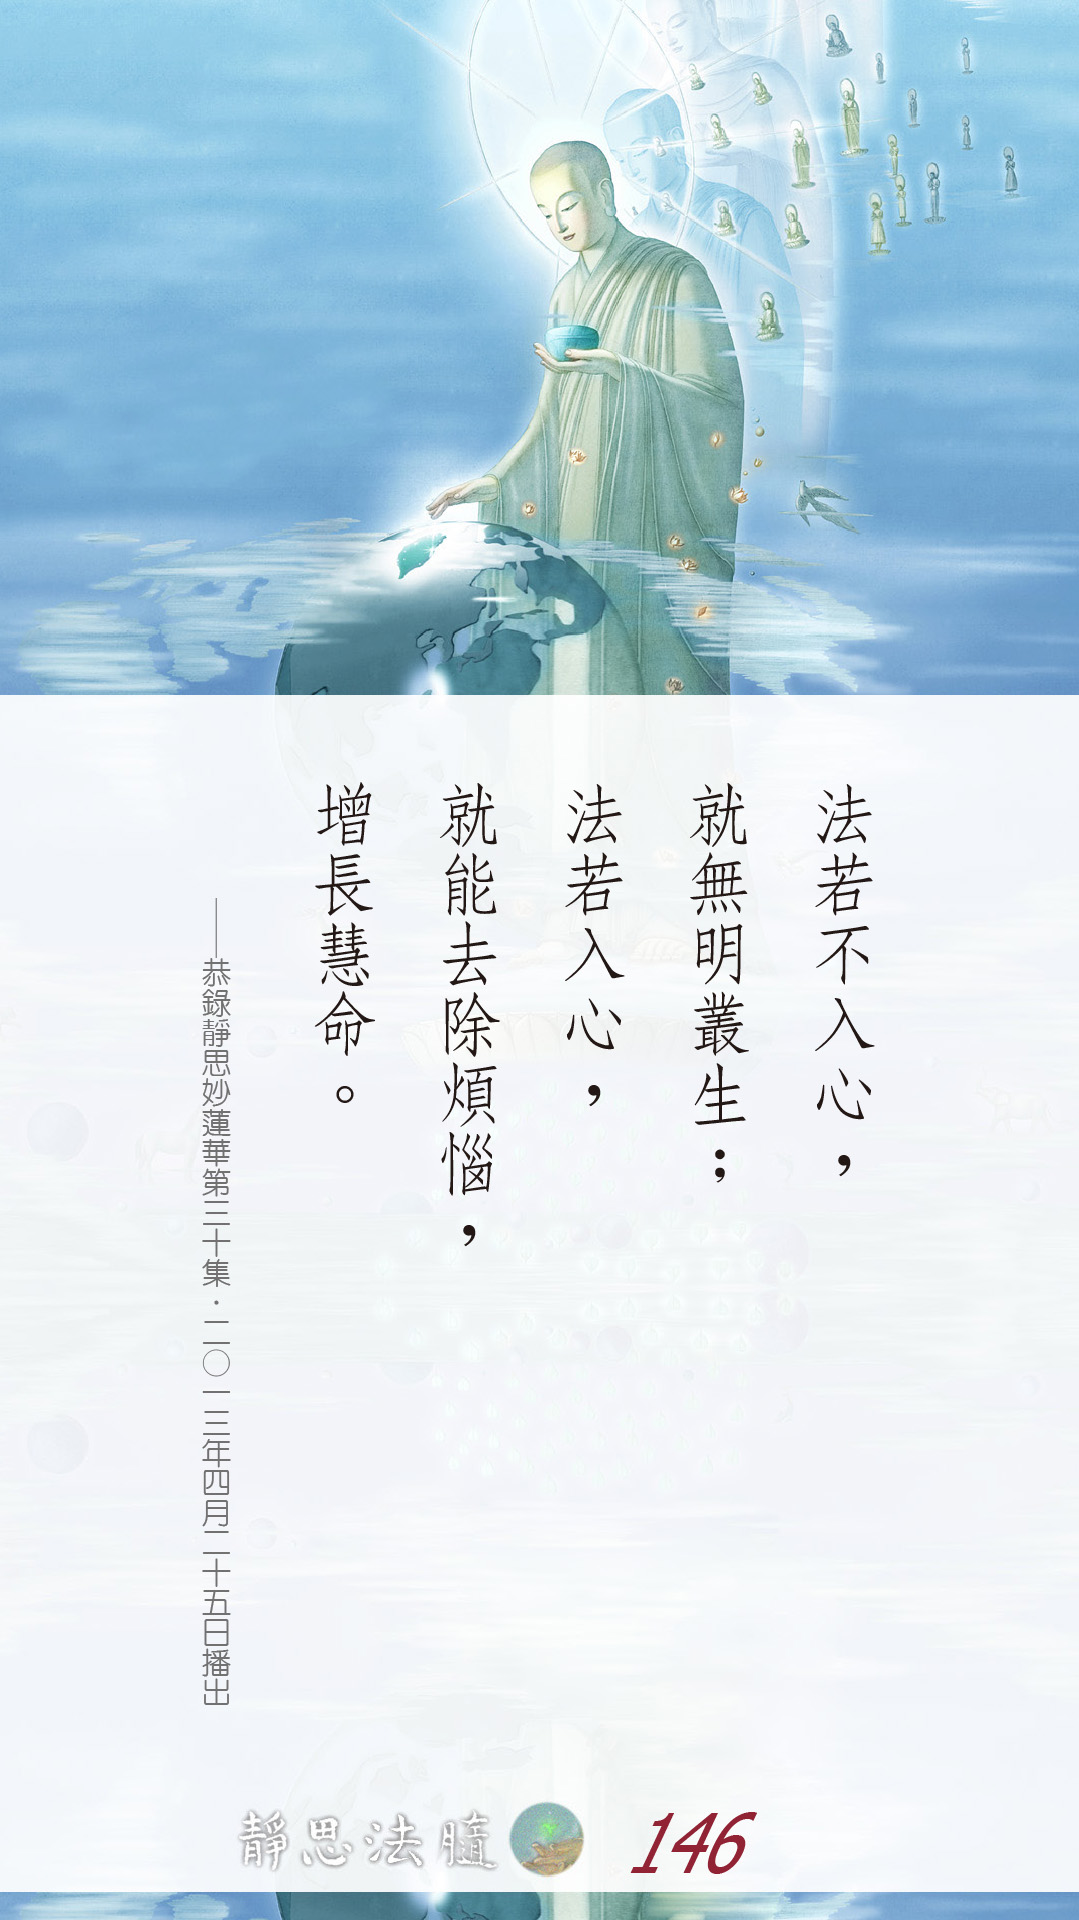 法若不入心，
就無明叢生；
法若入心，
就能去除煩惱，
增長慧命。
──恭錄靜思妙蓮華第三十集．二〇一三年四月二十五日播出
靜思法髓
146